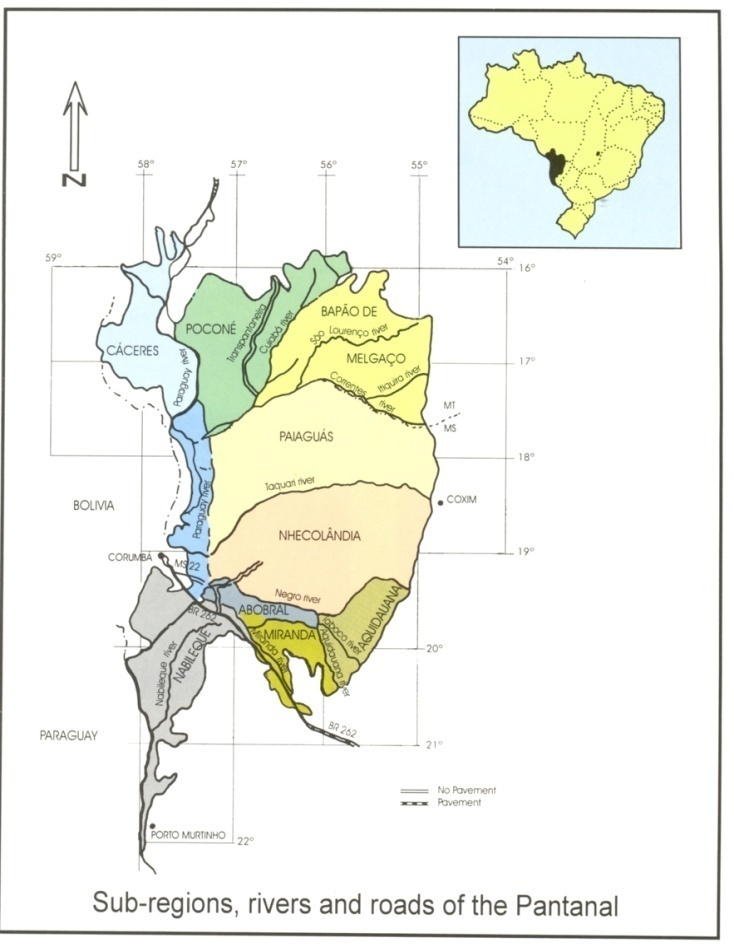 N
58°
57°
56°
55°
59°
54°
16°
17°
18°
19°
20°
21°
22°
CÁCERES
Paraguay river
POCONÉ
Transpantaneira
Cuiabá river
BAPÃO DE
São Lourenço river
MELGAÇO
Itiquira river
Correntes
river
MT
MS
PAIAGUÁS
Taquari river
COXIM
BOLIVIA
Paraguay river
NHECOLÂNDIA
CORUMBÁ
MS 22
Negro river
ABOBRAL
BR 262
MIRANDA
Miranda river
Aquidauana river
AQUIDAUANA
Nabileque river
NABILEQUE
BR 262
PARAGUAY
No Pavement
Pavement
PORTO MURTINHO
Sub-regions, rivers and roads of the Pantanal